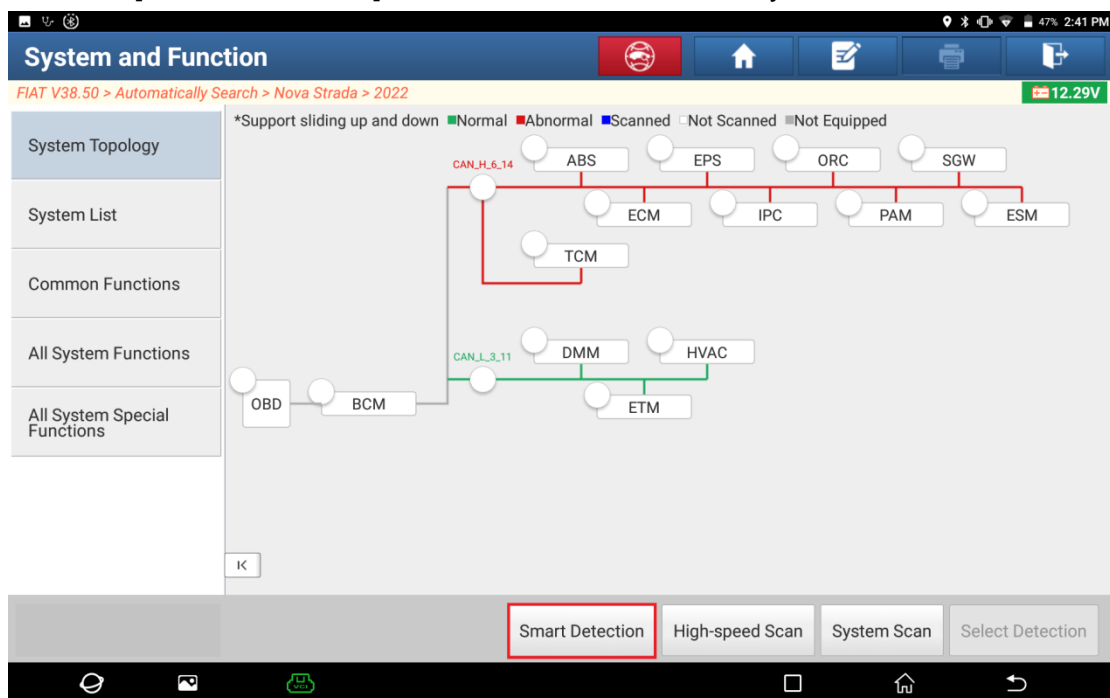 47% 2:41 PM
System and Function
FIAT V38.50 > Automatically Search > Nova Strada > 2022
12.29V
System Topology
System List
Common Functions
All System Functions
All System Special
Functions
*Support sliding up and down Normal Abnormal Scanned Not Scanned Not Equipped
CAN_H_6_14
ABS EPS ORC SGW
ECM IPC PAM ESM
TCM
CAN_L_3_11
DMM HVAC
OBD BCM ETM
Smart Detection High-speed Scan System Scan Select Detection
VCI